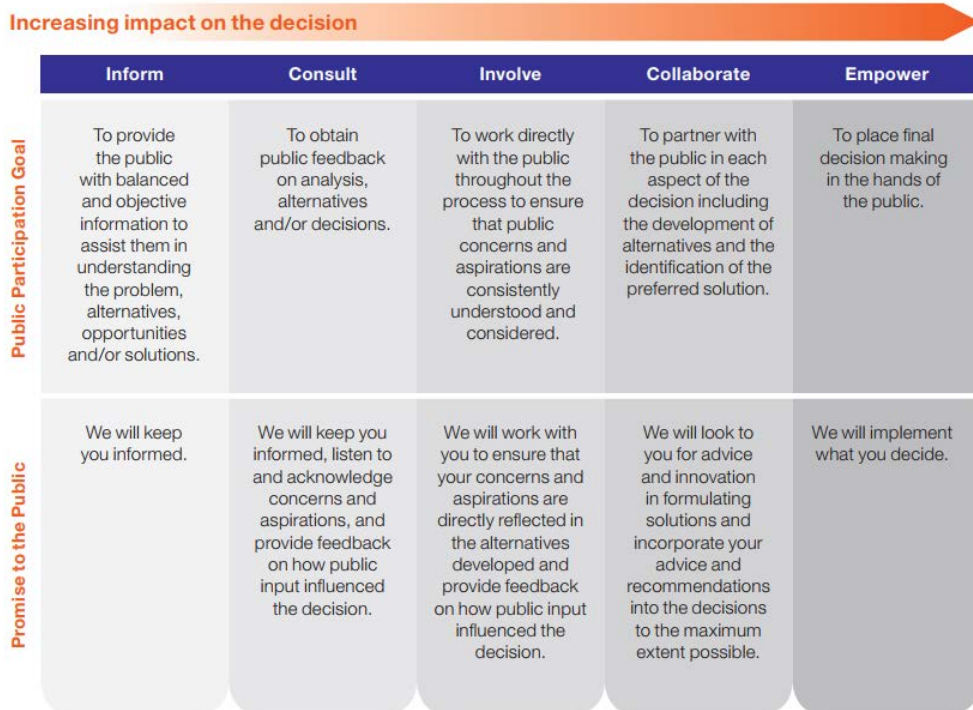 Increasing impact on the decision
Inform
Consult
Involve
Collaborate
Empower
Public Participation Goal
To provide
the public
with balanced
and objective
information to
assist them in
understanding
the problem,
alternatives,
opportunities
and/or solutions.
To obtain
public feedback
on analysis,
alternatives
and/or decisions.
To work directly
with the public
throughout the
process to ensure
that public
concerns and
aspirations are
consistently
understood and
considered.
To partner with
the public in each
aspect of the
decision including
the development of
alternatives and the
identification of the
preferred solution.
To place final
decision making
in the hands of
the public.
Promise to the Public
We will keep
you informed.
We will keep you
informed, listen to
and acknowledge
concerns and
aspirations, and
provide feedback
on how public
input influenced
the decision.
We will work with
you to ensure that
your concerns and
aspirations are
directly reflected in
the alternatives
developed and
provide feedback
on how public input
influenced the
decision.
We will look to
you for advice
and innovation
in formulating
solutions and
incorporate your
advice and
recommendations
into the decisions
to the maximum
extent possible.
We will implement
what you decide.